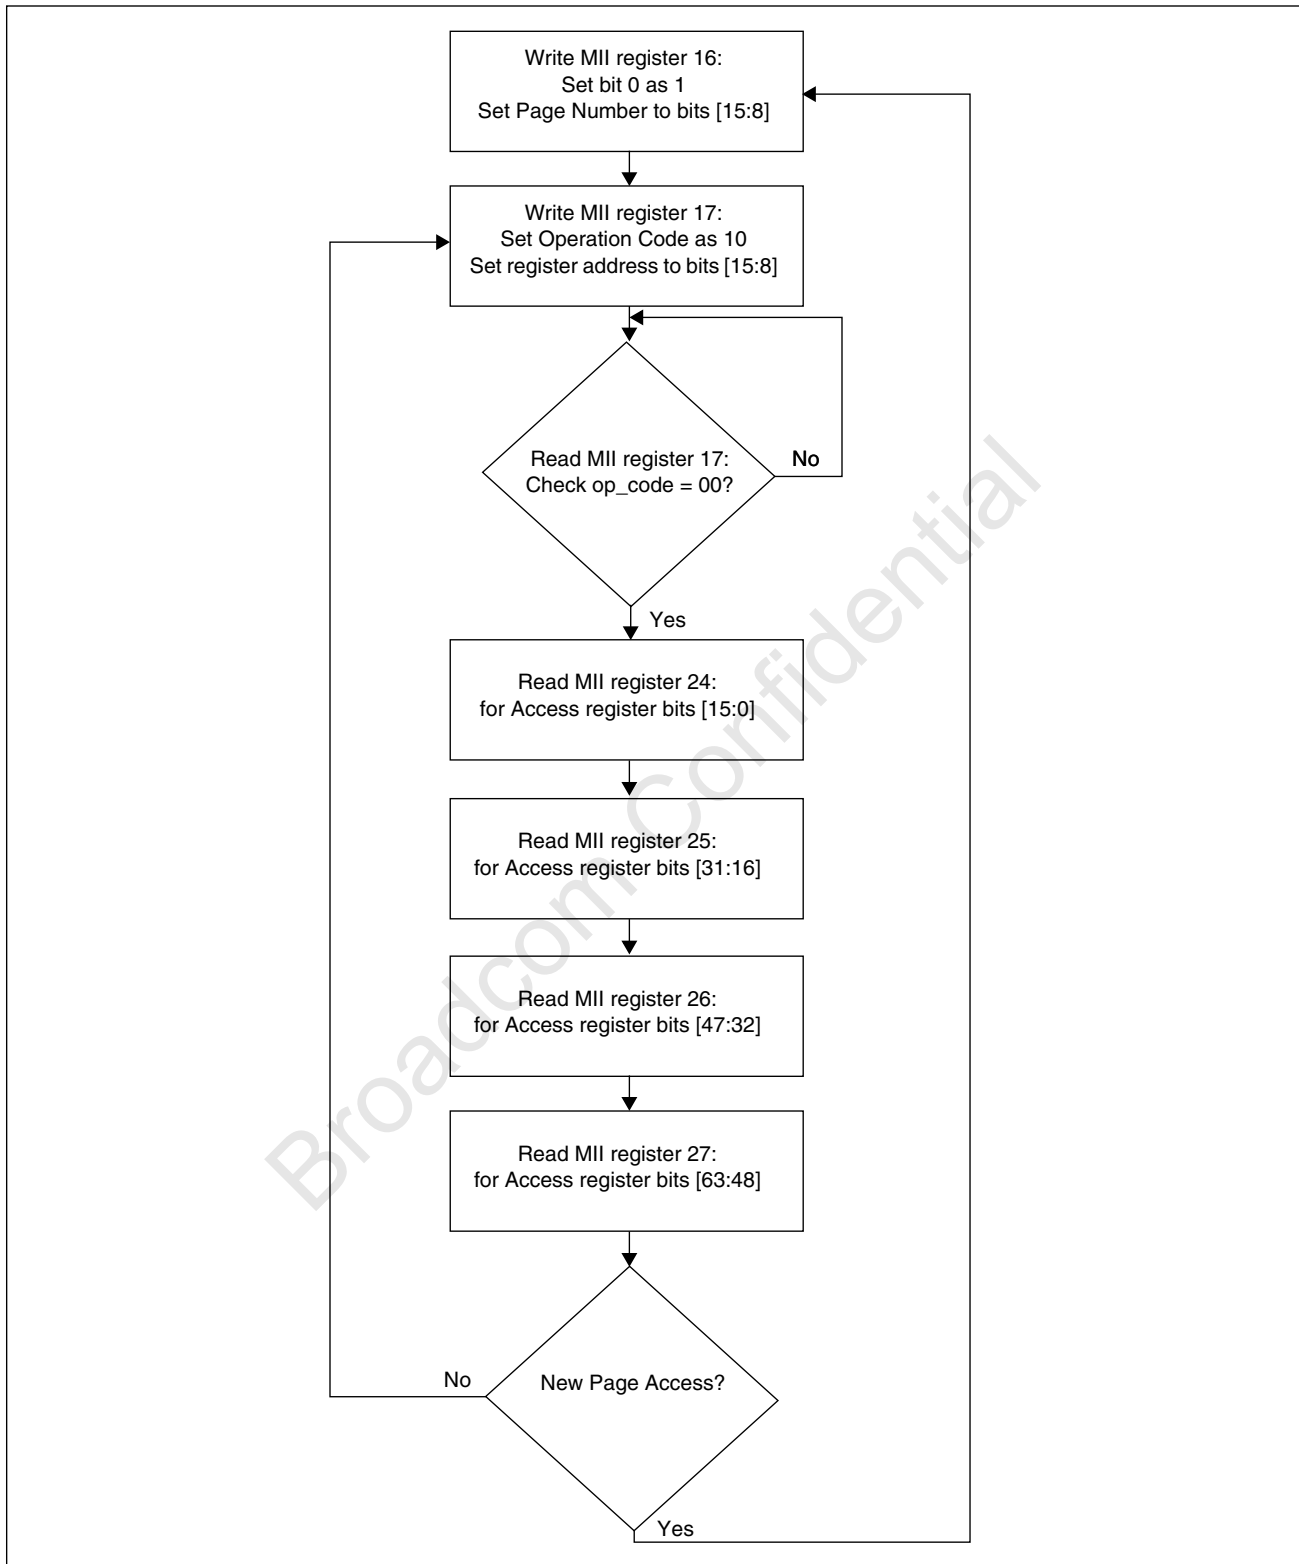 Write MII register 16:
Set bit 0 as 1
Set Page Number to bits [15:8]
Write MII register 17:
Set Operation Code as 10
Set register address to bits [15:8]
Read MII register 17:
Check op_code = 00?
No
Yes
Read MII register 24:
for Access register bits [15:0]
Read MII register 25:
for Access register bits [31:16]
Read MII register 26:
for Access register bits [47:32]
Read MII register 27:
for Access register bits [63:48]
No
New Page Access?
Yes
Broadcom Confidential